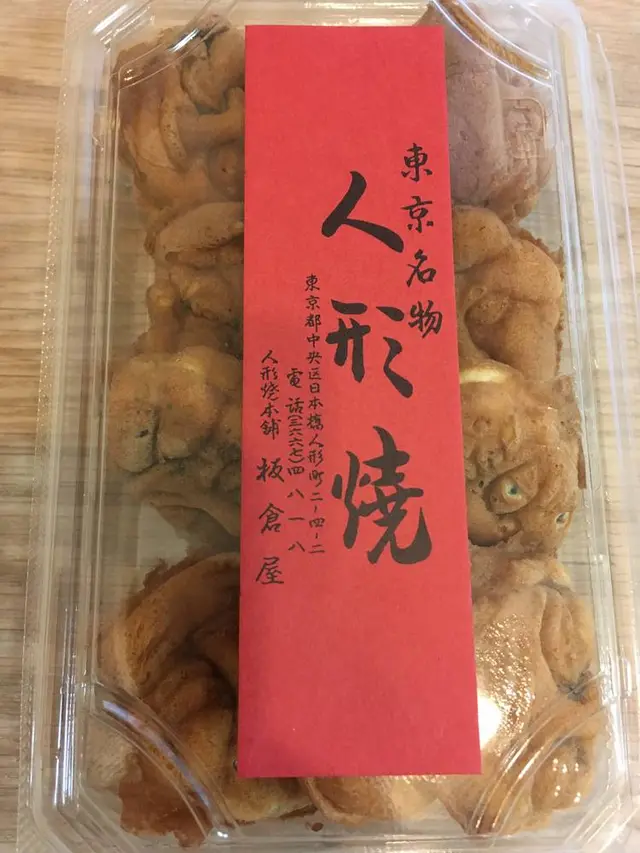 東京名物
人形燒
東京都中央区日本橋人形町二ー四ー二
電話(三六六七)四八一八
人形焼本舗 板倉屋